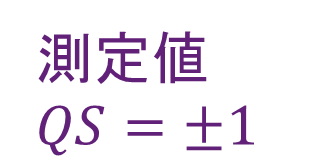 測定値
QS = ±1